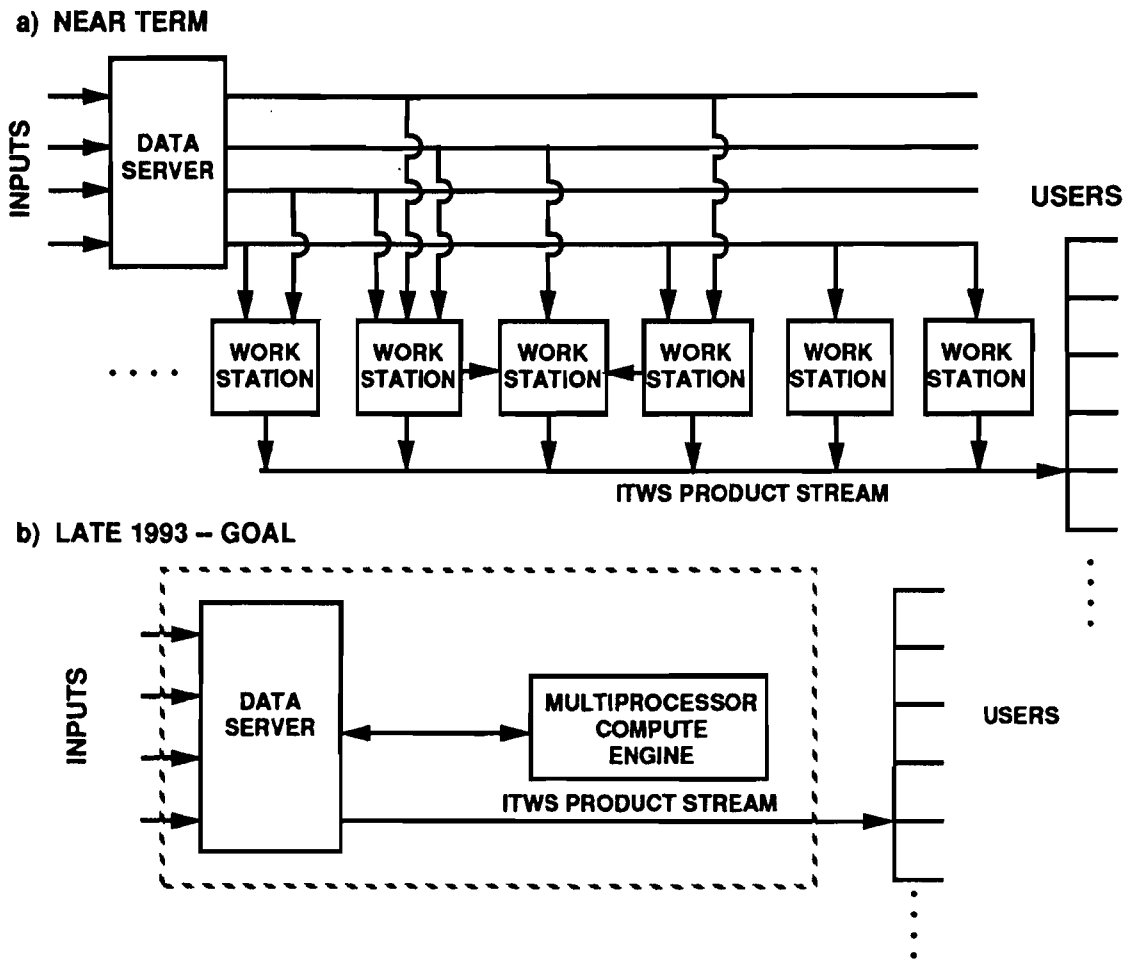 a) NEAR TERM
INPUTS
DATA
SERVER
USERS
WORK
STATION
WORK
STATION
WORK
STATION
WORK
STATION
WORK
STATION
WORK
STATION
ITWS PRODUCT STREAM
b) LATE 1993 – GOAL
INPUTS
DATA
SERVER
MULTIPROCESSOR
COMPUTE
ENGINE
ITWS PRODUCT STREAM
USERS